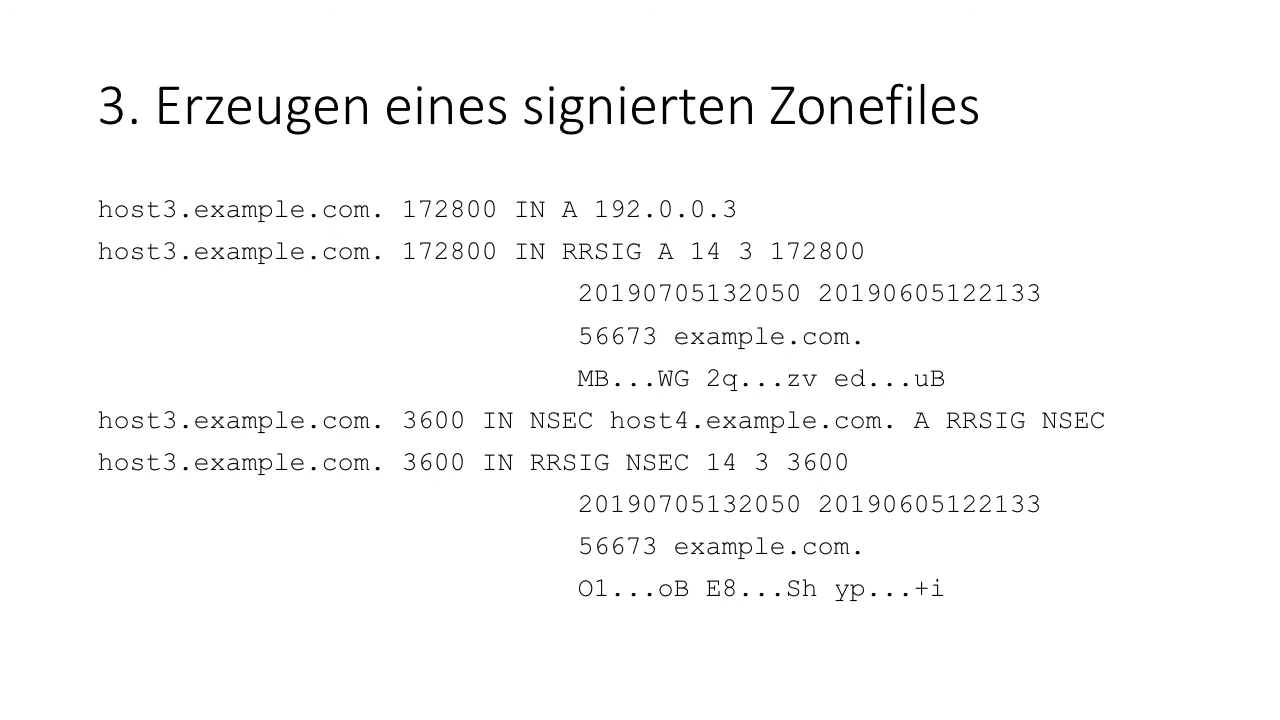 3. Erzeugen eines signierten Zonefiles
host3.example.com. 172800 IN A 192.0.0.3
host3.example.com. 172800 IN RRSIG A 14 3 172800
20190705132050 20190605122133
56673 example.com.
MB...WG 2q...zv ed...uB
host3.example.com. 3600 IN NSEC host4.example.com. A RRSIG NSEC
host3.example.com. 3600 IN RRSIG NSEC 14 3 3600
20190705132050 20190605122133
56673 example.com.
O1...oB E8...Sh yp...+i